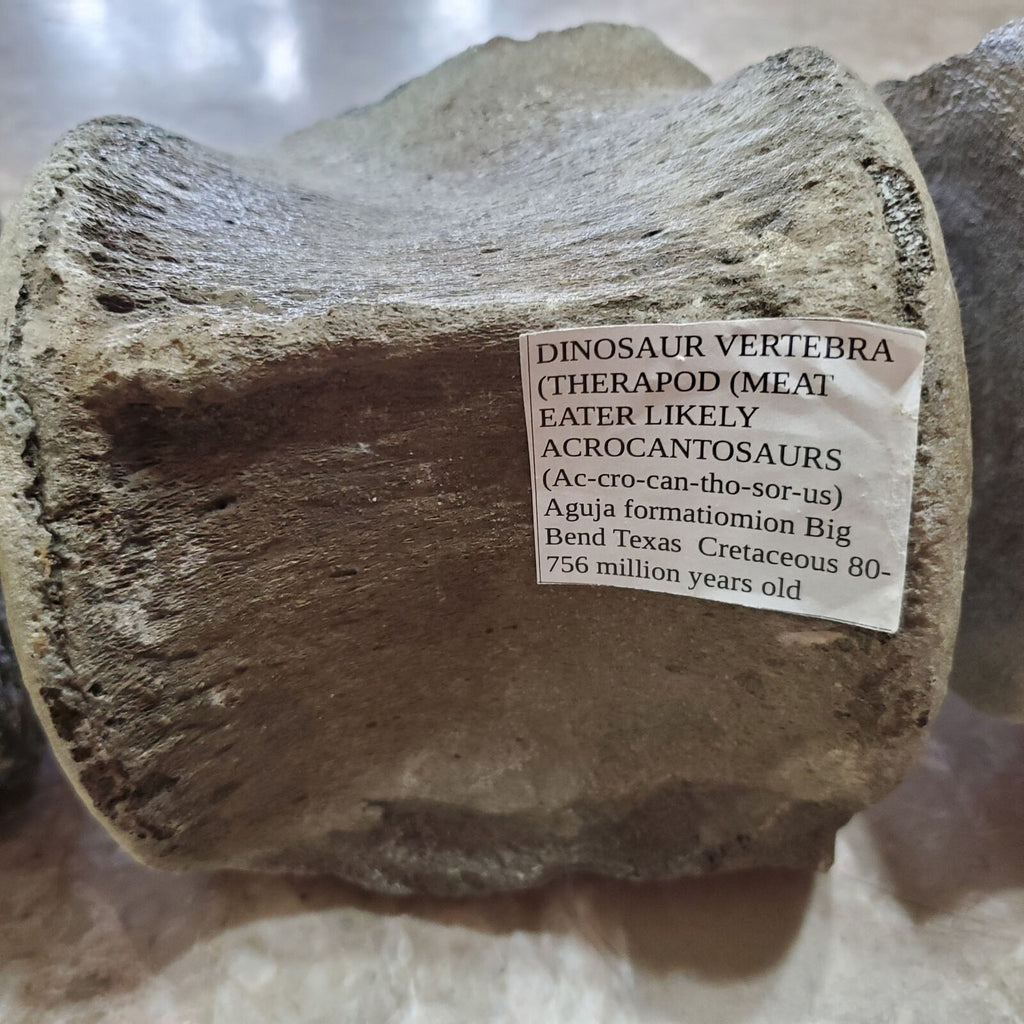 DINOSAUR VERTEBRA
(THERAPOD (MEAT
EATER LIKELY
ACROCANTOSAURS
(Ac-cro-can-tho-sor-us)
Aguja formatiomion Big
Bend Texas Cretaceous 80-
756 million years old